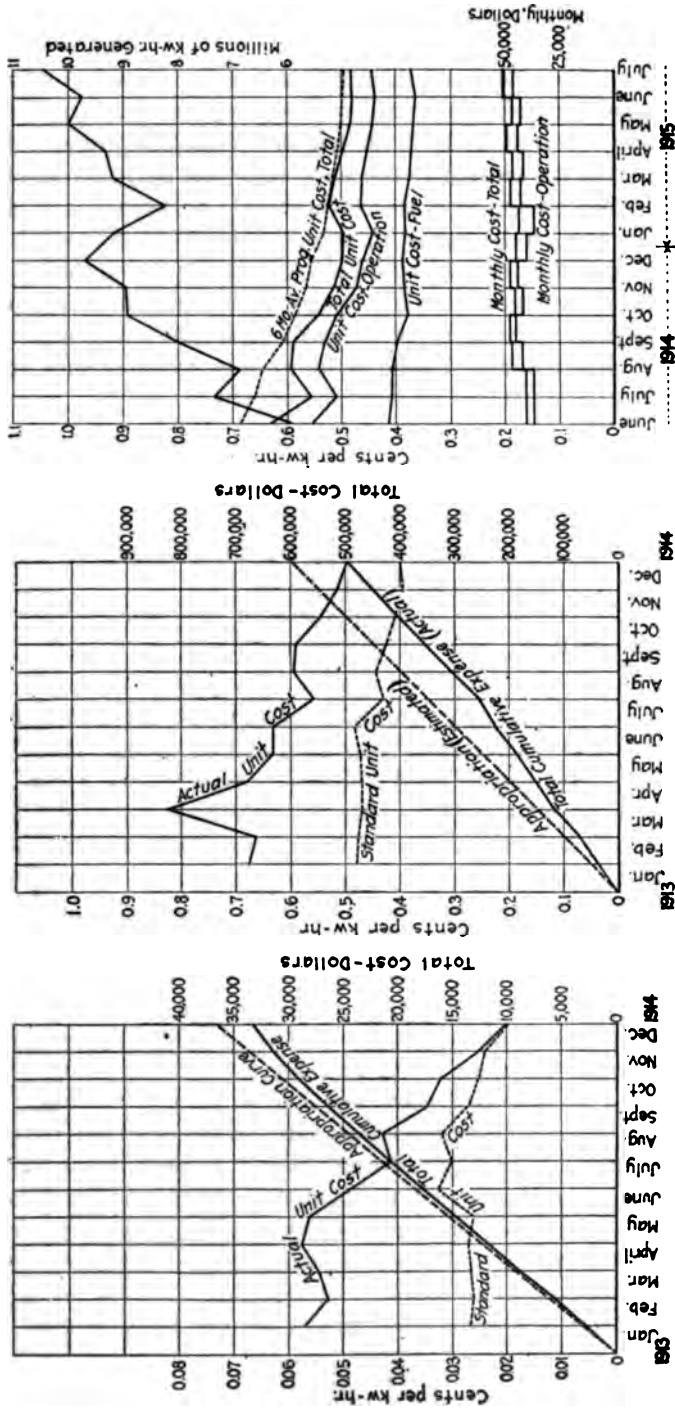 Cents per kw-hr.
0.07
0.06
0.05
0.04
0.03
0.02
0.01
0
Total Cost-Dollars
40,000
35,000
30,000
25,000
20,000
15,000
10,000
5,000
0
Appropriation Curve
Cumulative Expense
Total
Actual Unit Cost
Standard Unit Cost
Jan.
Feb.
Mar.
April
May
June
July
Aug.
Sept.
Oct.
Nov.
Dec.
1913
1914
Cents per kw-hr.
1.0
0.9
0.8
0.7
0.6
0.5
0.4
0.3
0.2
0.1
0
Total Cost-Dollars
900,000
800,000
700,000
600,000
500,000
400,000
300,000
200,000
100,000
0
Actual Unit Cost
Standard Unit Cost
Appropriation (Estimated)
Total Cumulative Expense (Actual)
Jan.
Feb.
Mar.
Apr.
May
June
July
Aug.
Sept.
Oct.
Nov.
Dec.
1913
1914
Cents per kw-hr.
1.1
1.0
0.9
0.8
0.7
0.6
0.5
0.4
0.3
0.2
0.1
0
Millions of kw-hr. Generated
11
10
9
8
7
6
Monthly, Dollars
50,000
25,000
6 Mo. Av. Prog. Unit Cost, Total
Total Unit Cost
Unit Cost-Operation
Unit Cost-Fuel
Monthly Cost-Total
Monthly Cost-Operation
June
July
Aug.
Sept.
Oct.
Nov.
Dec.
Jan.
Feb.
Mar.
April
May
June
July
1914
1915